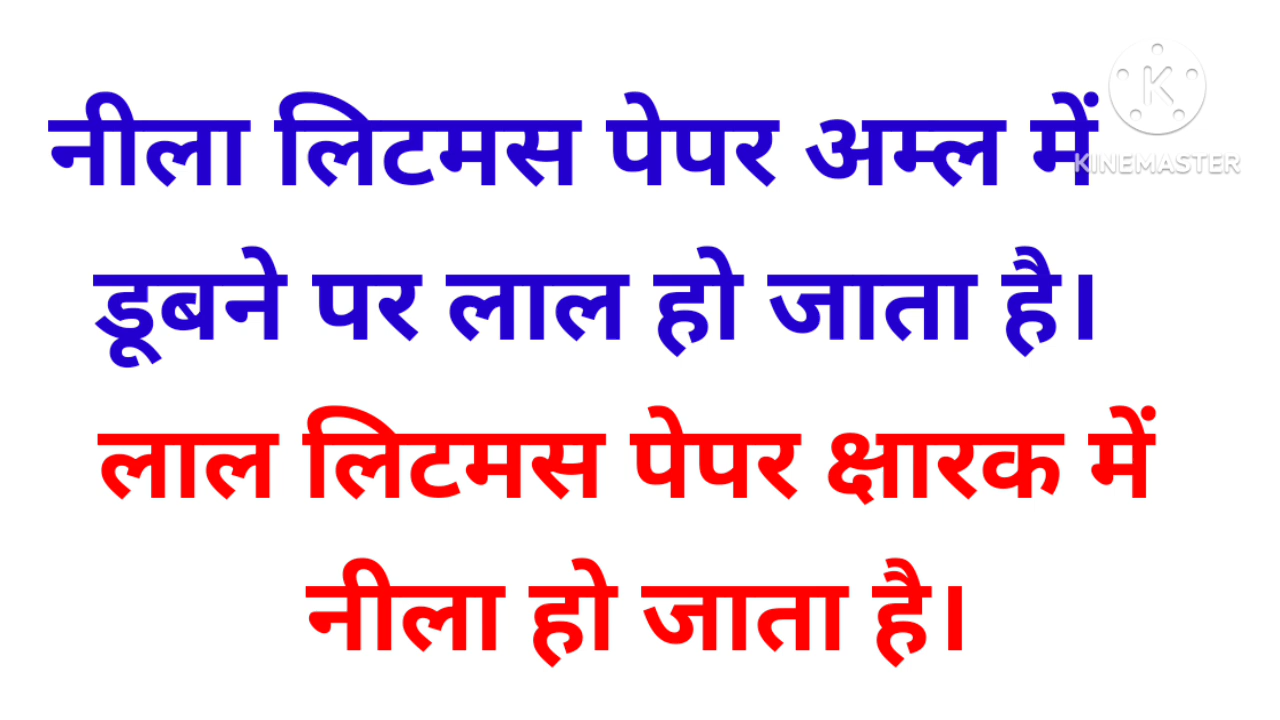 नीला लिटमस पेपर अम्ल में
KINEMASTER
डूबने पर लाल हो जाता है।
लाल लिटमस पेपर क्षारक में
नीला हो जाता है।